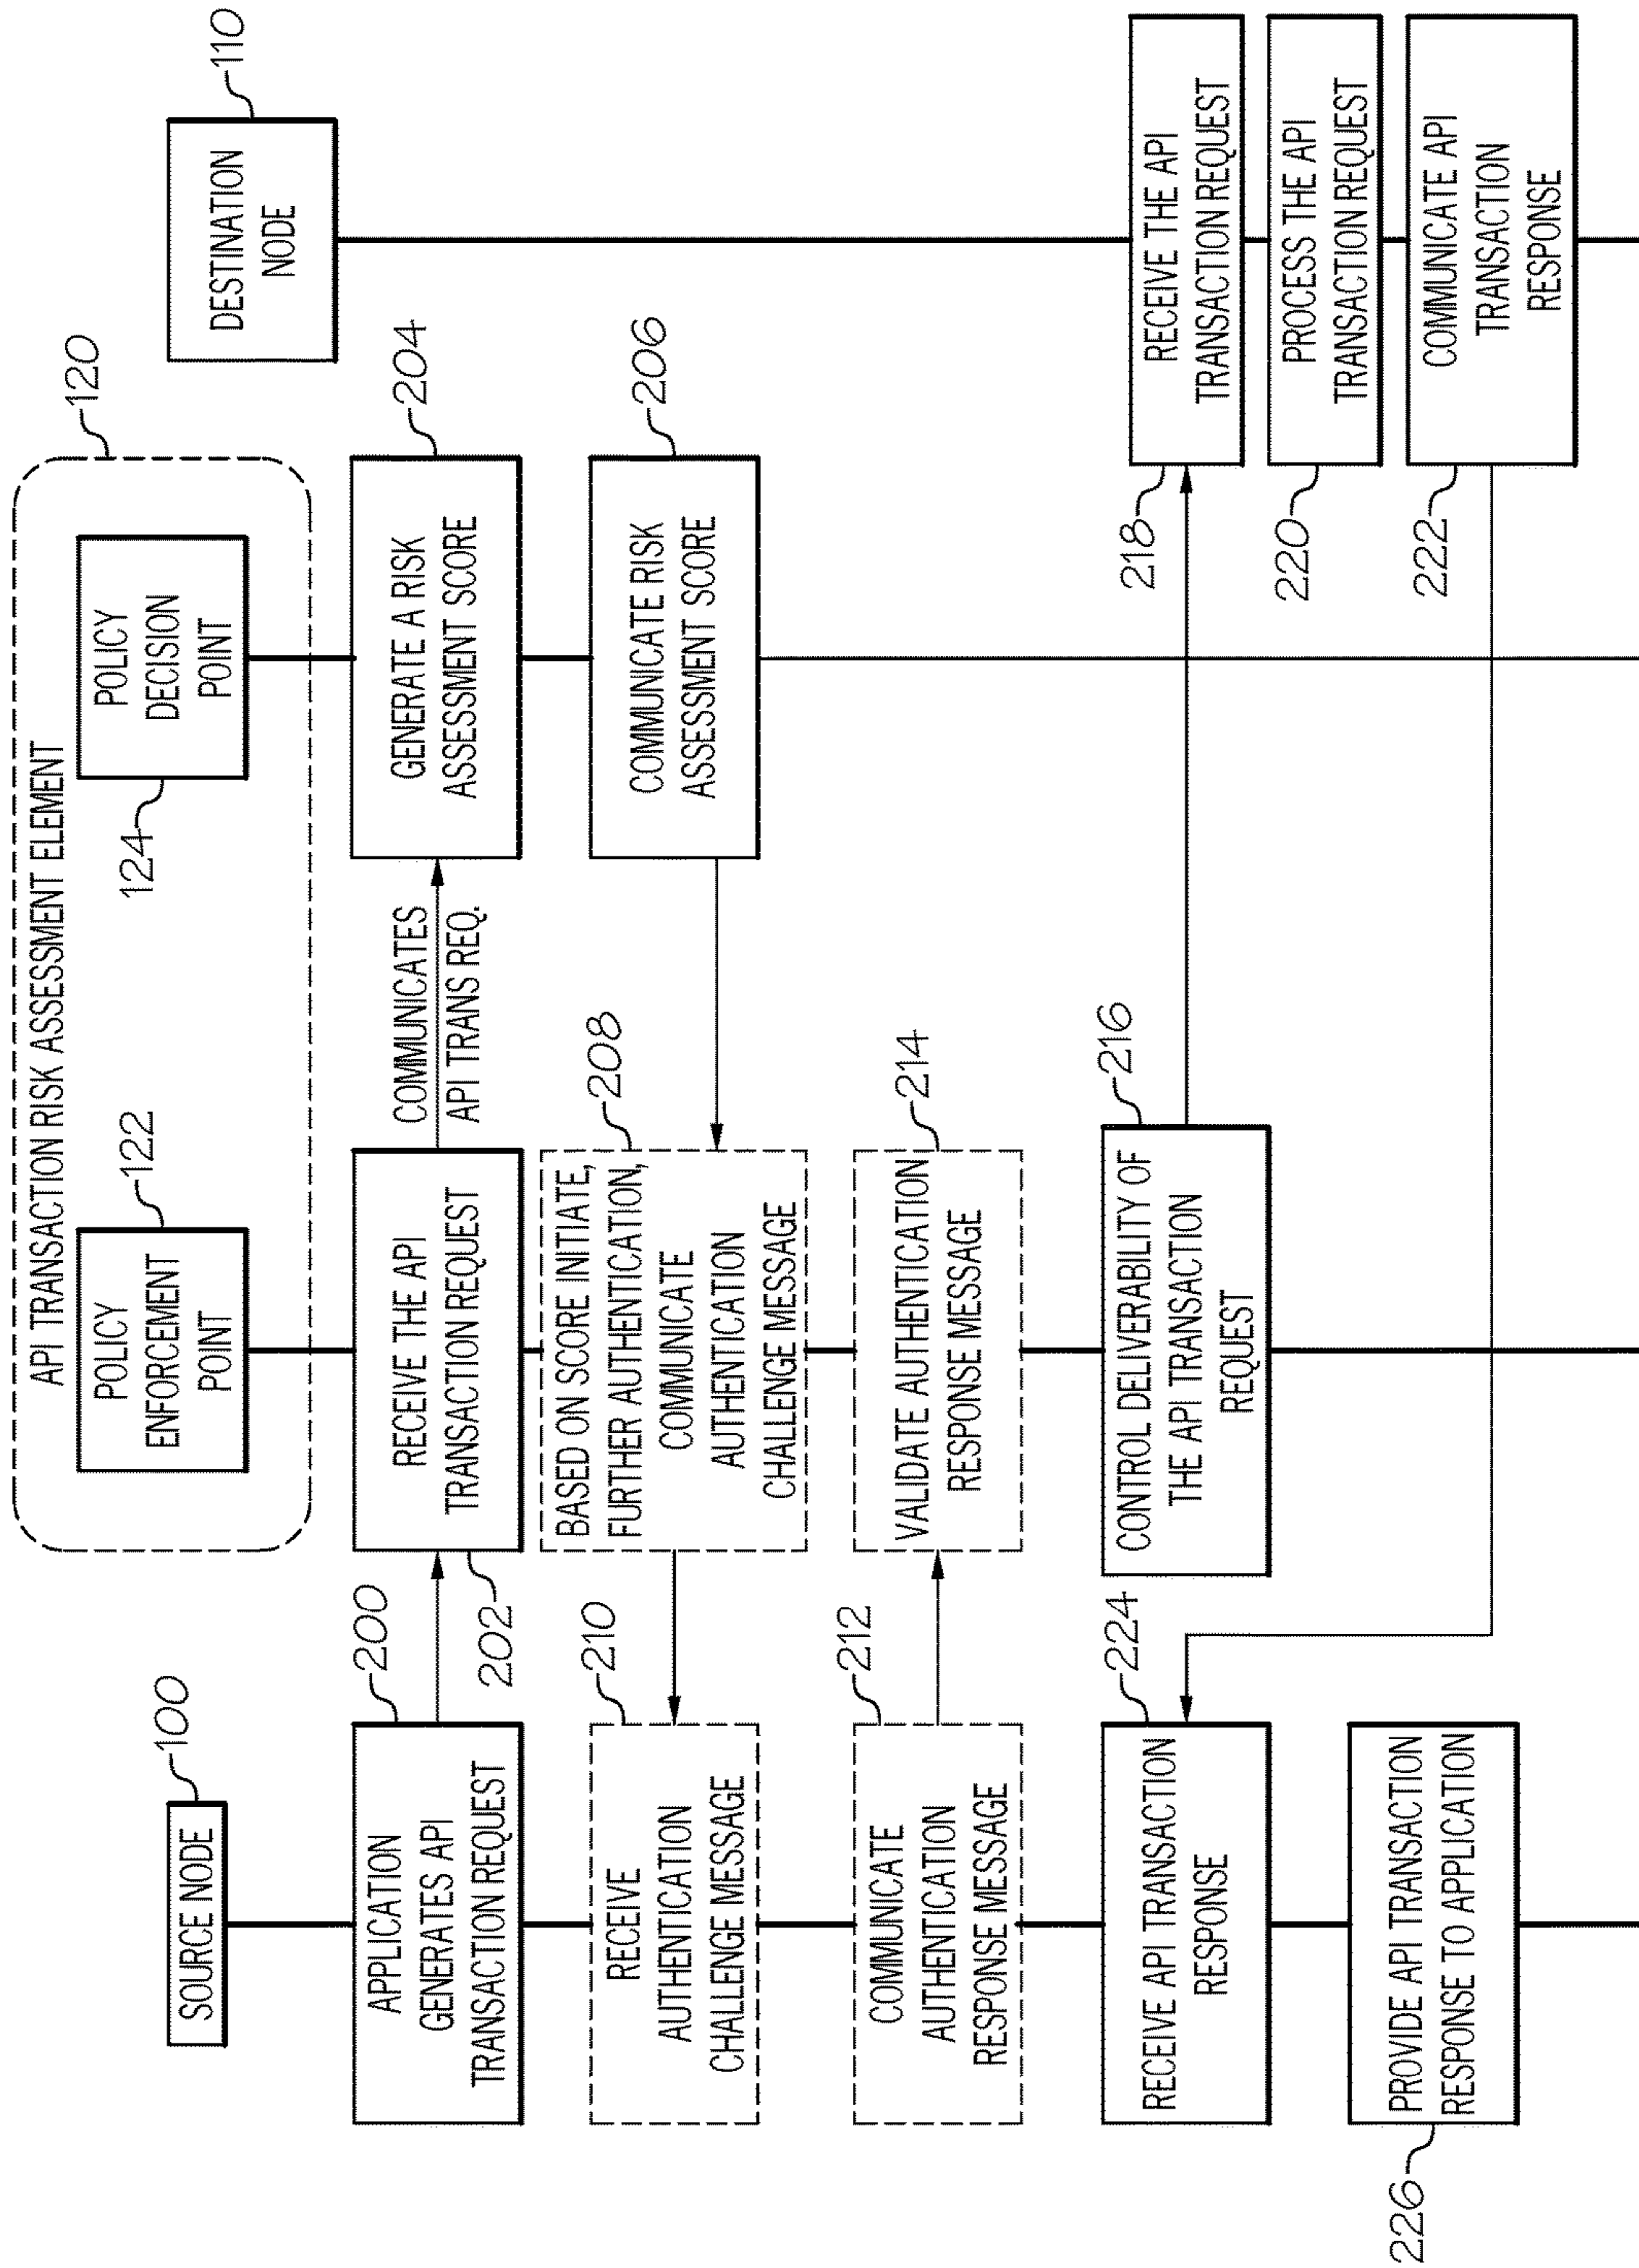 SOURCE NODE
100
API TRANSACTION RISK ASSESSMENT ELEMENT
120
POLICY
ENFORCEMENT
POINT
122
POLICY
DECISION
POINT
124
DESTINATION
NODE
110
APPLICATION
GENERATES API
TRANSACTION REQUEST
200
RECEIVE THE API
TRANSACTION REQUEST
202
COMMUNICATES
API TRANS REQ.
GENERATE A RISK
ASSESSMENT SCORE
204
COMMUNICATE RISK
ASSESSMENT SCORE
206
BASED ON SCORE INITIATE,
FURTHER AUTHENTICATION,
COMMUNICATE
AUTHENTICATION
CHALLENGE MESSAGE
208
RECEIVE
AUTHENTICATION
CHALLENGE MESSAGE
210
COMMUNICATE
AUTHENTICATION
RESPONSE MESSAGE
212
VALIDATE AUTHENTICATION
RESPONSE MESSAGE
214
CONTROL DELIVERABILITY OF
THE API TRANSACTION
REQUEST
216
RECEIVE THE API
TRANSACTION REQUEST
218
PROCESS THE API
TRANSACTION REQUEST
220
COMMUNICATE API
TRANSACTION
RESPONSE
222
RECEIVE API TRANSACTION
RESPONSE
224
PROVIDE API TRANSACTION
RESPONSE TO APPLICATION
226